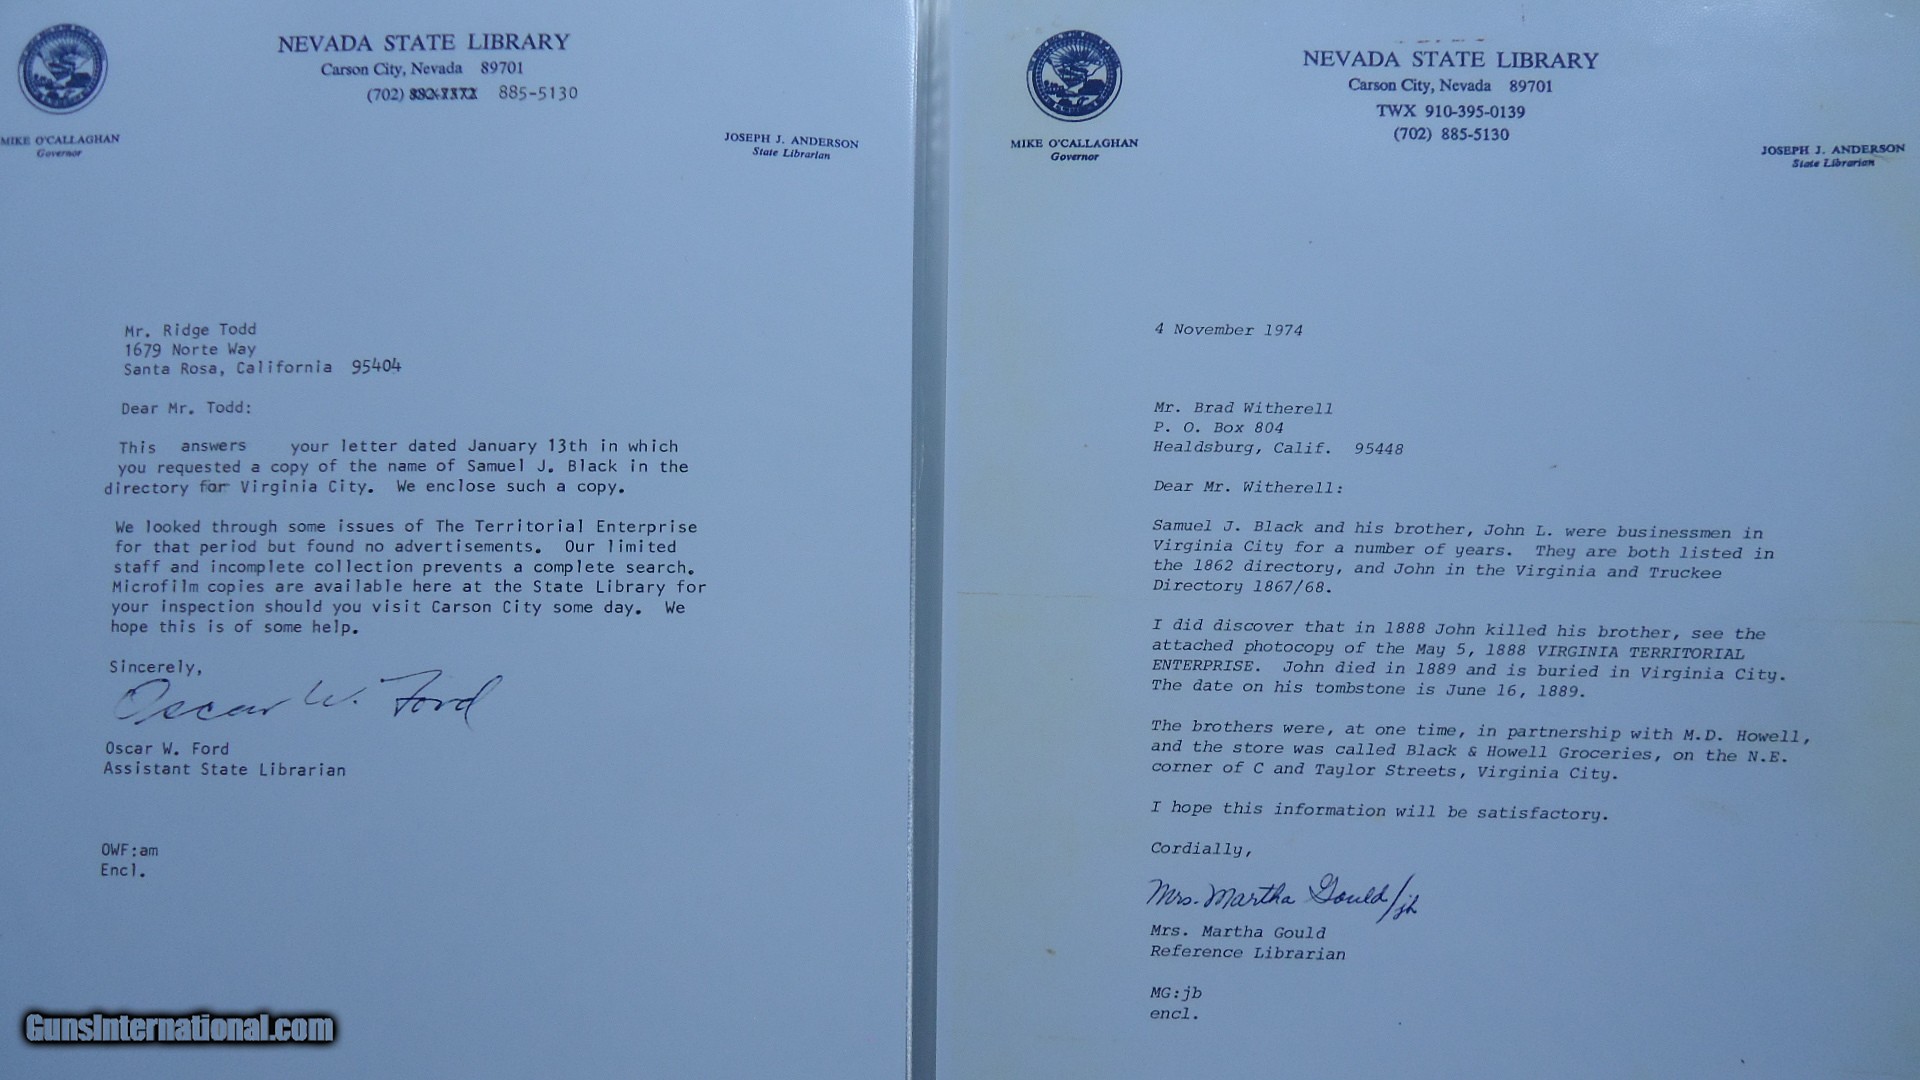 NEVADA STATE LIBRARY
Carson City, Nevada 89701
(702) 885-5130
MIKE O'CALLAGHAN
Governor
JOSEPH J. ANDERSON
State Librarian
Mr. Ridge Todd
1679 Norte Way
Santa Rosa, California 95404
Dear Mr. Todd:
This answers your letter dated January 13th in which
you requested a copy of the name of Samuel J. Black in the
directory for Virginia City. We enclose such a copy.
We looked through some issues of The Territorial Enterprise
for that period but found no advertisements. Our limited
staff and incomplete collection prevents a complete search.
Microfilm copies are available here at the State Library for
your inspection should you visit Carson City some day. We
hope this is of some help.
Sincerely,
Oscar W. Ford
Oscar W. Ford
Assistant State Librarian
OWF:am
Encl.
GunsInternational.com
NEVADA STATE LIBRARY
Carson City, Nevada 89701
TWX 910-395-0139
(702) 885-5130
MIKE O'CALLAGHAN
Governor
JOSEPH J. ANDERSON
State Librarian
4 November 1974
Mr. Brad Witherell
P. O. Box 804
Healdsburg, Calif. 95448
Dear Mr. Witherell:
Samuel J. Black and his brother, John L. were businessmen in
Virginia City for a number of years. They are both listed in
the 1862 directory, and John in the Virginia and Truckee
Directory 1867/68.
I did discover that in 1888 John killed his brother, see the
attached photocopy of the May 5, 1888 VIRGINIA TERRITORIAL
ENTERPRISE. John died in 1889 and is buried in Virginia City.
The date on his tombstone is June 16, 1889.
The brothers were, at one time, in partnership with M.D. Howell,
and the store was called Black & Howell Groceries, on the N.E.
corner of C and Taylor Streets, Virginia City.
I hope this information will be satisfactory.
Cordially,
Mrs. Martha Gould/jh
Mrs. Martha Gould
Reference Librarian
MG:jb
encl.